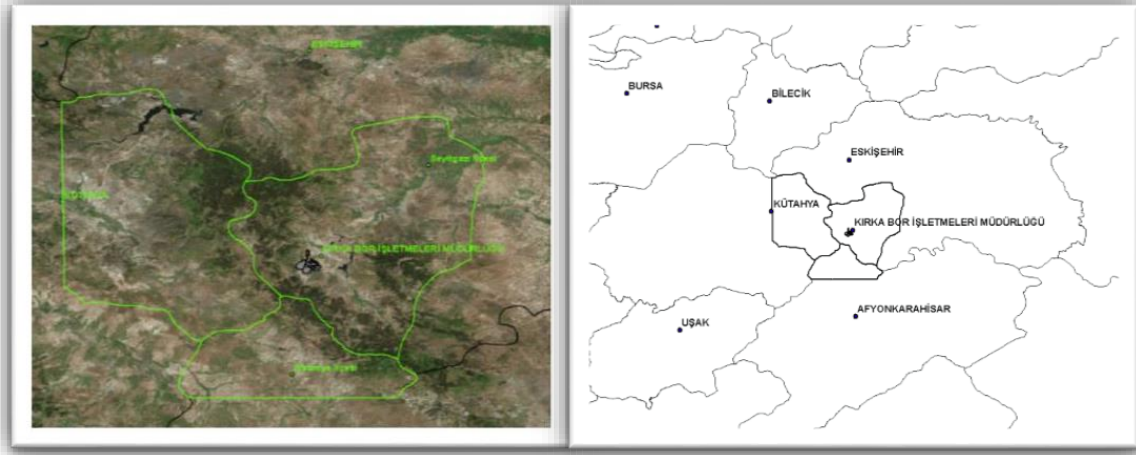 ESKİŞEHİR
Seyitgazi İlçesi
KÜTAHYA
KIRKA BOR İŞLETMELERİ MÜDÜRLÜĞÜ
İlçesi
BURSA
BİLECİK
ESKİŞEHİR
KÜTAHYA
KIRKA BOR İŞLETMELERİ MÜDÜRLÜĞÜ
AFYONKARAHİSAR
UŞAK